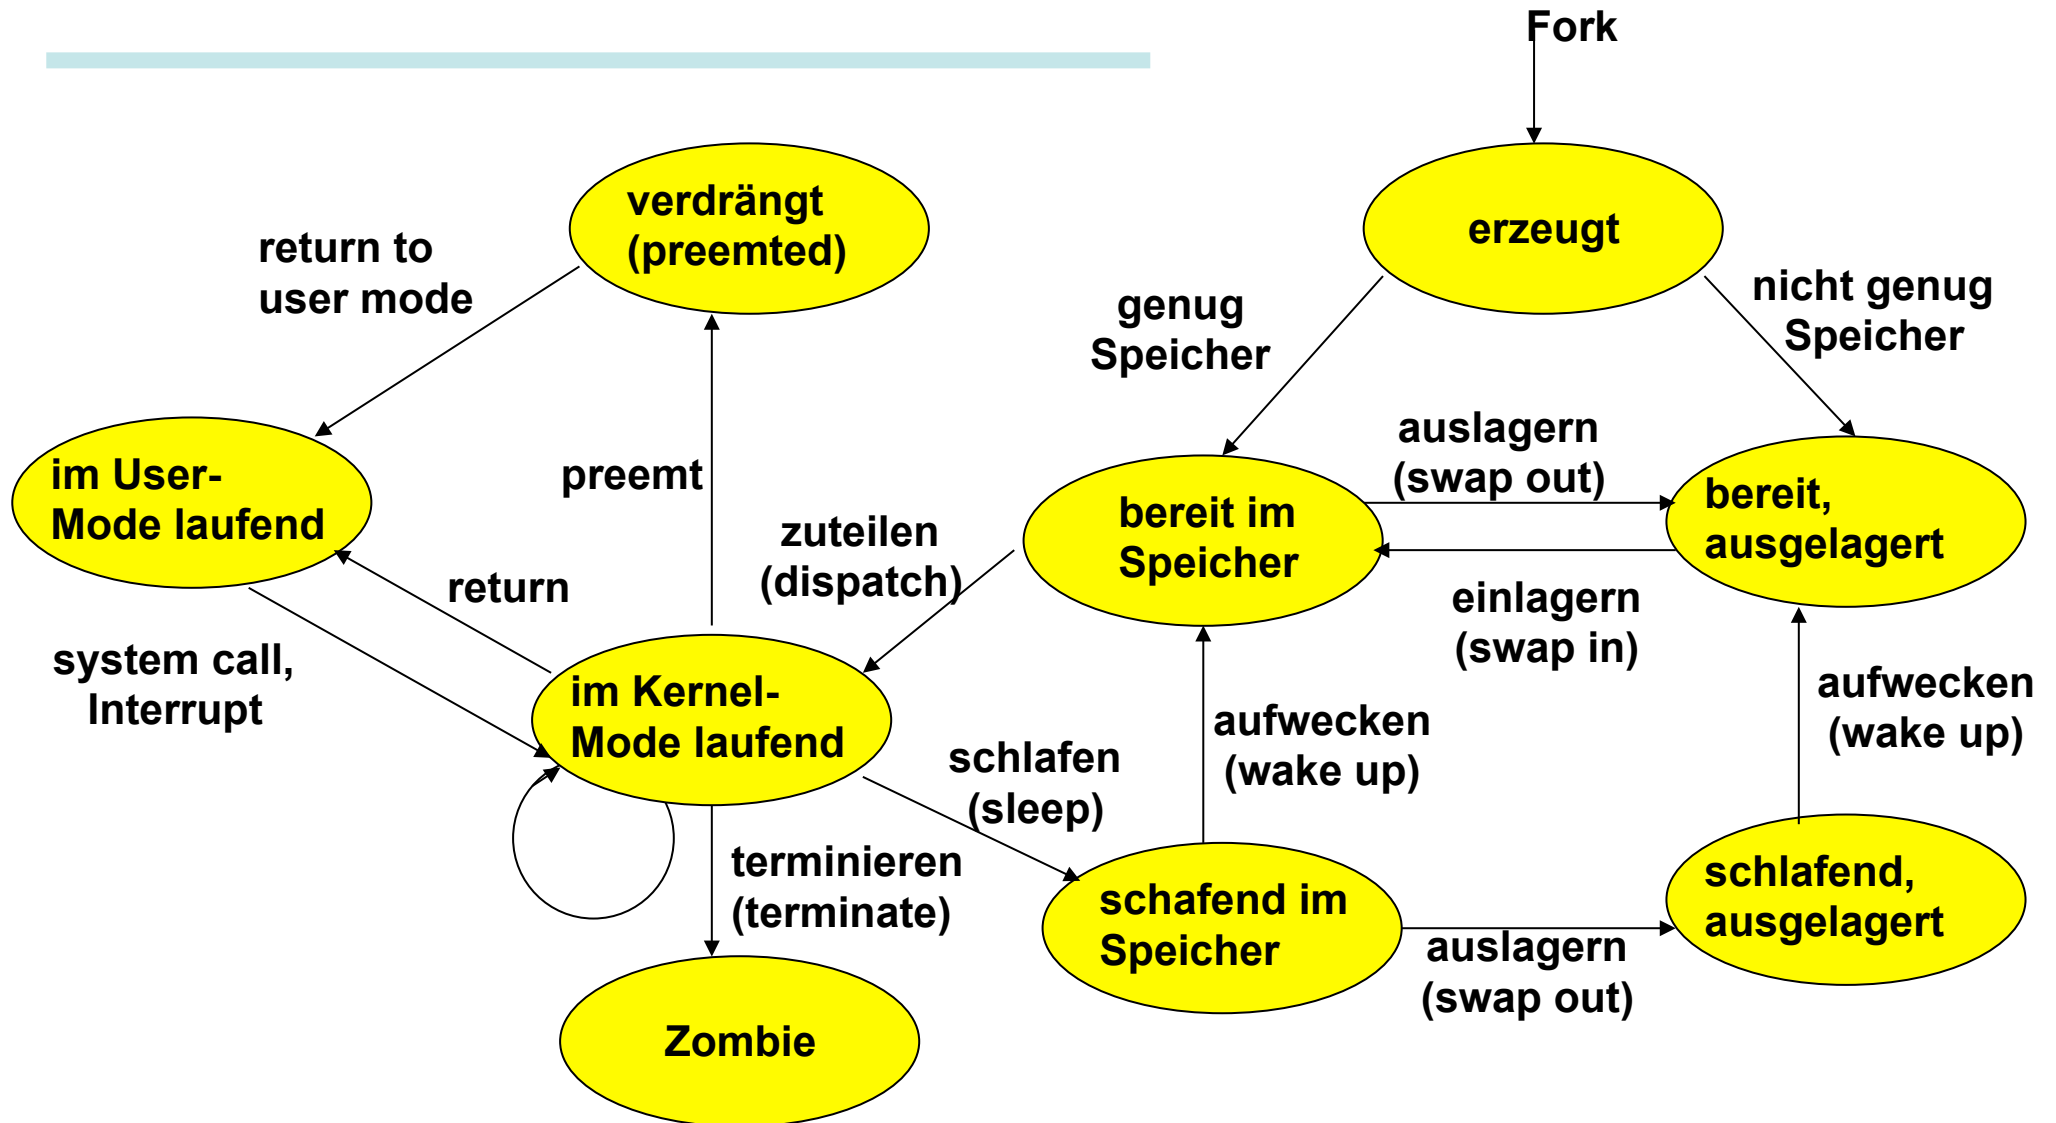 Fork
verdrängt
(preemted)
erzeugt
return to
user mode
genug
Speicher
nicht genug
Speicher
im User-
Mode laufend
preemt
auslagern
(swap out)
bereit im
Speicher
bereit,
ausgelagert
zuteilen
(dispatch)
return
einlagern
(swap in)
system call,
Interrupt
im Kernel-
Mode laufend
aufwecken
(wake up)
aufwecken
(wake up)
schlafen
(sleep)
terminieren
(terminate)
schafend im
Speicher
schlafend,
ausgelagert
auslagern
(swap out)
Zombie